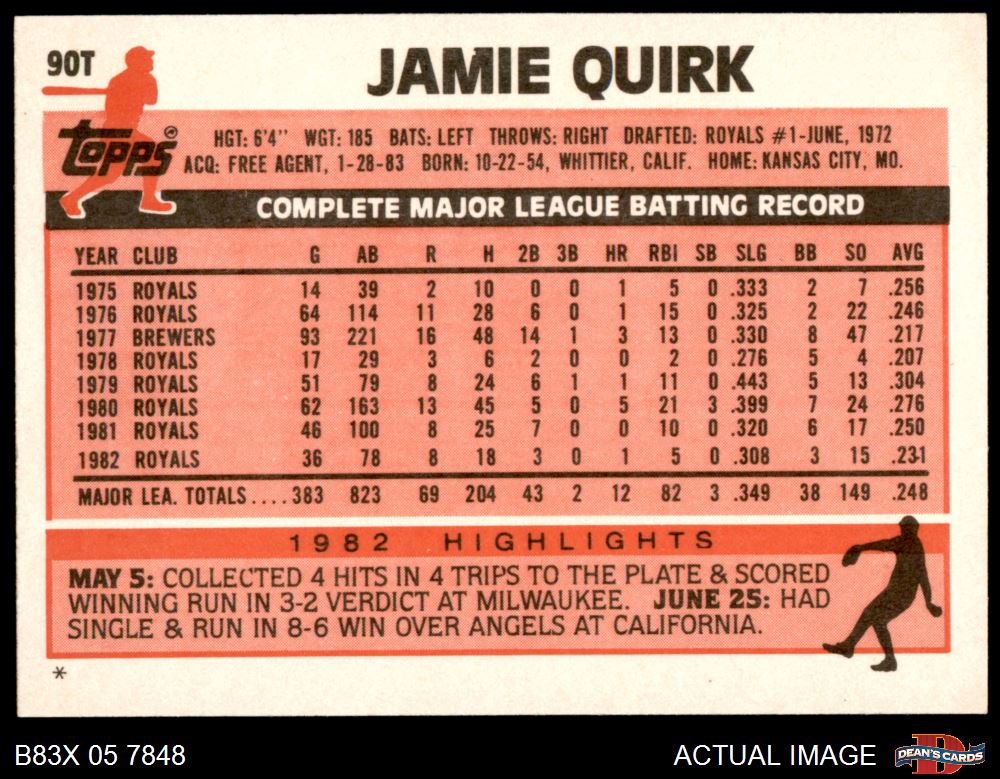 90T
JAMIE QUIRK
topps ®
HGT: 6'4'' WGT: 185 BATS: LEFT THROWS: RIGHT DRAFTED: ROYALS #1-JUNE, 1972
ACQ: FREE AGENT, 1-28-83 BORN: 10-22-54, WHITTIER, CALIF. HOME: KANSAS CITY, MO.
COMPLETE MAJOR LEAGUE BATTING RECORD
YEAR CLUB G AB R H 2B 3B HR RBI SB SLG BB SO AVG
1975 ROYALS 14 39 2 10 0 0 1 5 0 .333 2 7 .256
1976 ROYALS 64 114 11 28 6 0 1 15 0 .325 2 22 .246
1977 BREWERS 93 221 16 48 14 1 3 13 0 .330 8 47 .217
1978 ROYALS 17 29 3 6 2 0 0 2 0 .276 5 4 .207
1979 ROYALS 51 79 8 24 6 1 1 11 0 .443 5 13 .304
1980 ROYALS 62 163 13 45 5 0 5 21 3 .399 7 24 .276
1981 ROYALS 46 100 8 25 7 0 0 10 0 .320 6 17 .250
1982 ROYALS 36 78 8 18 3 0 1 5 0 .308 3 15 .231
MAJOR LEA. TOTALS....383 823 69 204 43 2 12 82 3 .349 38 149 .248
1982 HIGHLIGHTS
MAY 5: COLLECTED 4 HITS IN 4 TRIPS TO THE PLATE & SCORED
WINNING RUN IN 3-2 VERDICT AT MILWAUKEE. JUNE 25: HAD
SINGLE & RUN IN 8-6 WIN OVER ANGELS AT CALIFORNIA.
*
B83X 05 7848 ACTUAL IMAGE DEAN'S CARDS